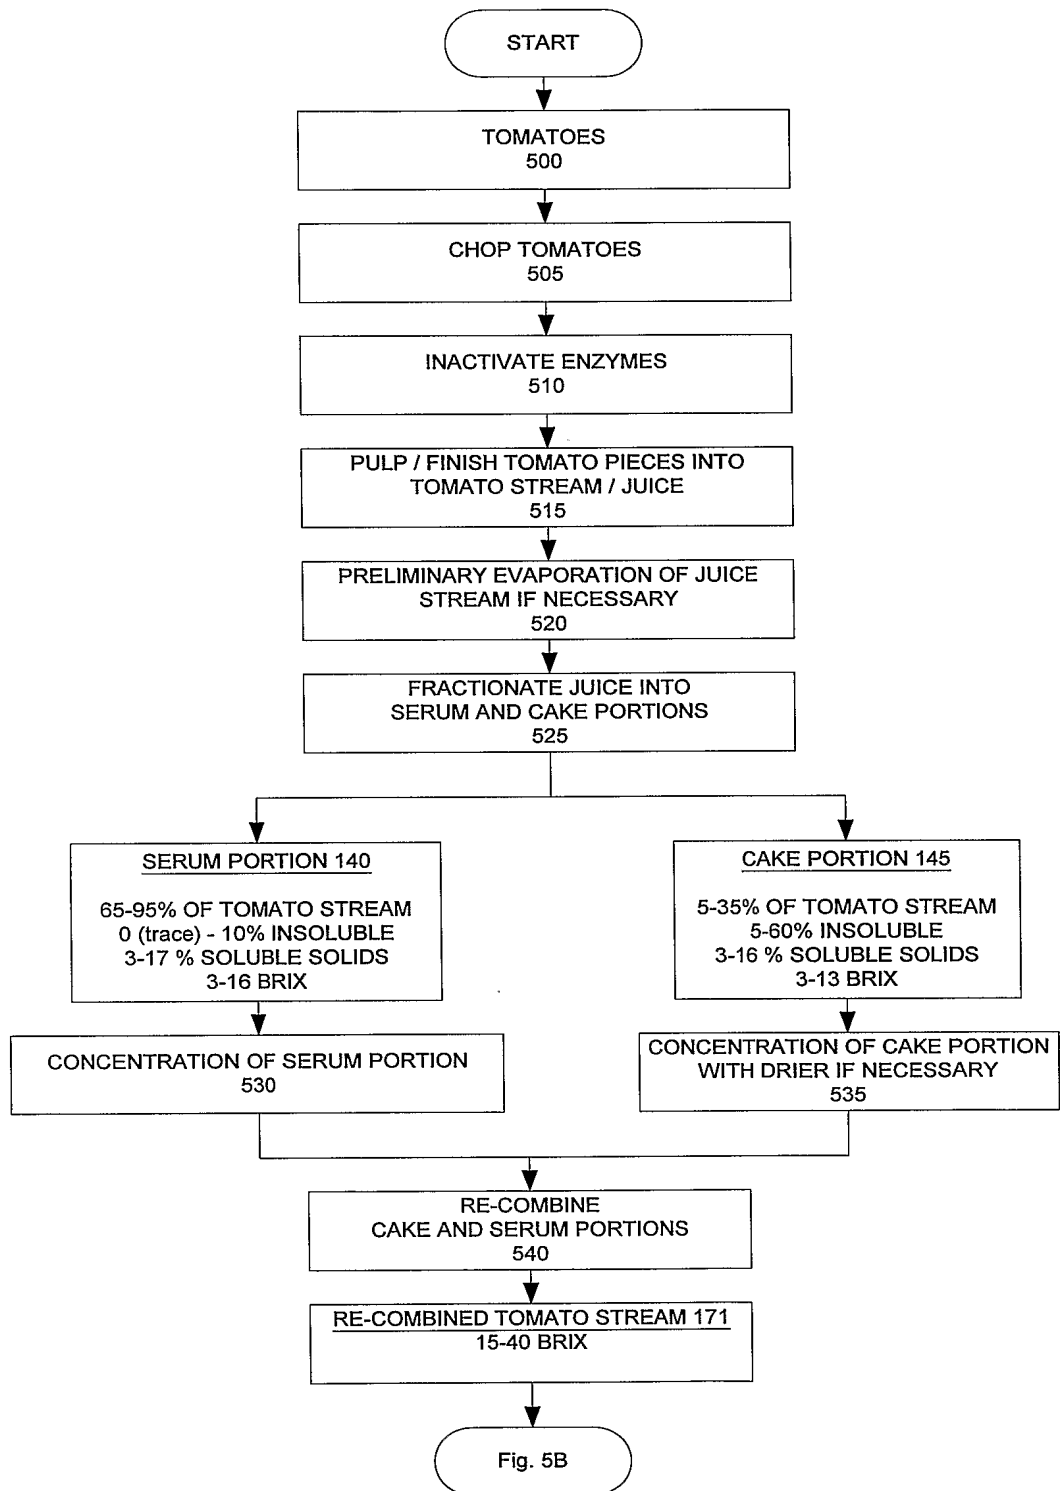 START
TOMATOES
500
CHOP TOMATOES
505
INACTIVATE ENZYMES
510
PULP / FINISH TOMATO PIECES INTO
TOMATO STREAM / JUICE
515
PRELIMINARY EVAPORATION OF JUICE
STREAM IF NECESSARY
520
FRACTIONATE JUICE INTO
SERUM AND CAKE PORTIONS
525
SERUM PORTION 140
65-95% OF TOMATO STREAM
0 (trace) - 10% INSOLUBLE
3-17 % SOLUBLE SOLIDS
3-16 BRIX
CAKE PORTION 145
5-35% OF TOMATO STREAM
5-60% INSOLUBLE
3-16 % SOLUBLE SOLIDS
3-13 BRIX
CONCENTRATION OF SERUM PORTION
530
CONCENTRATION OF CAKE PORTION
WITH DRIER IF NECESSARY
535
RE-COMBINE
CAKE AND SERUM PORTIONS
540
RE-COMBINED TOMATO STREAM 171
15-40 BRIX
Fig. 5B